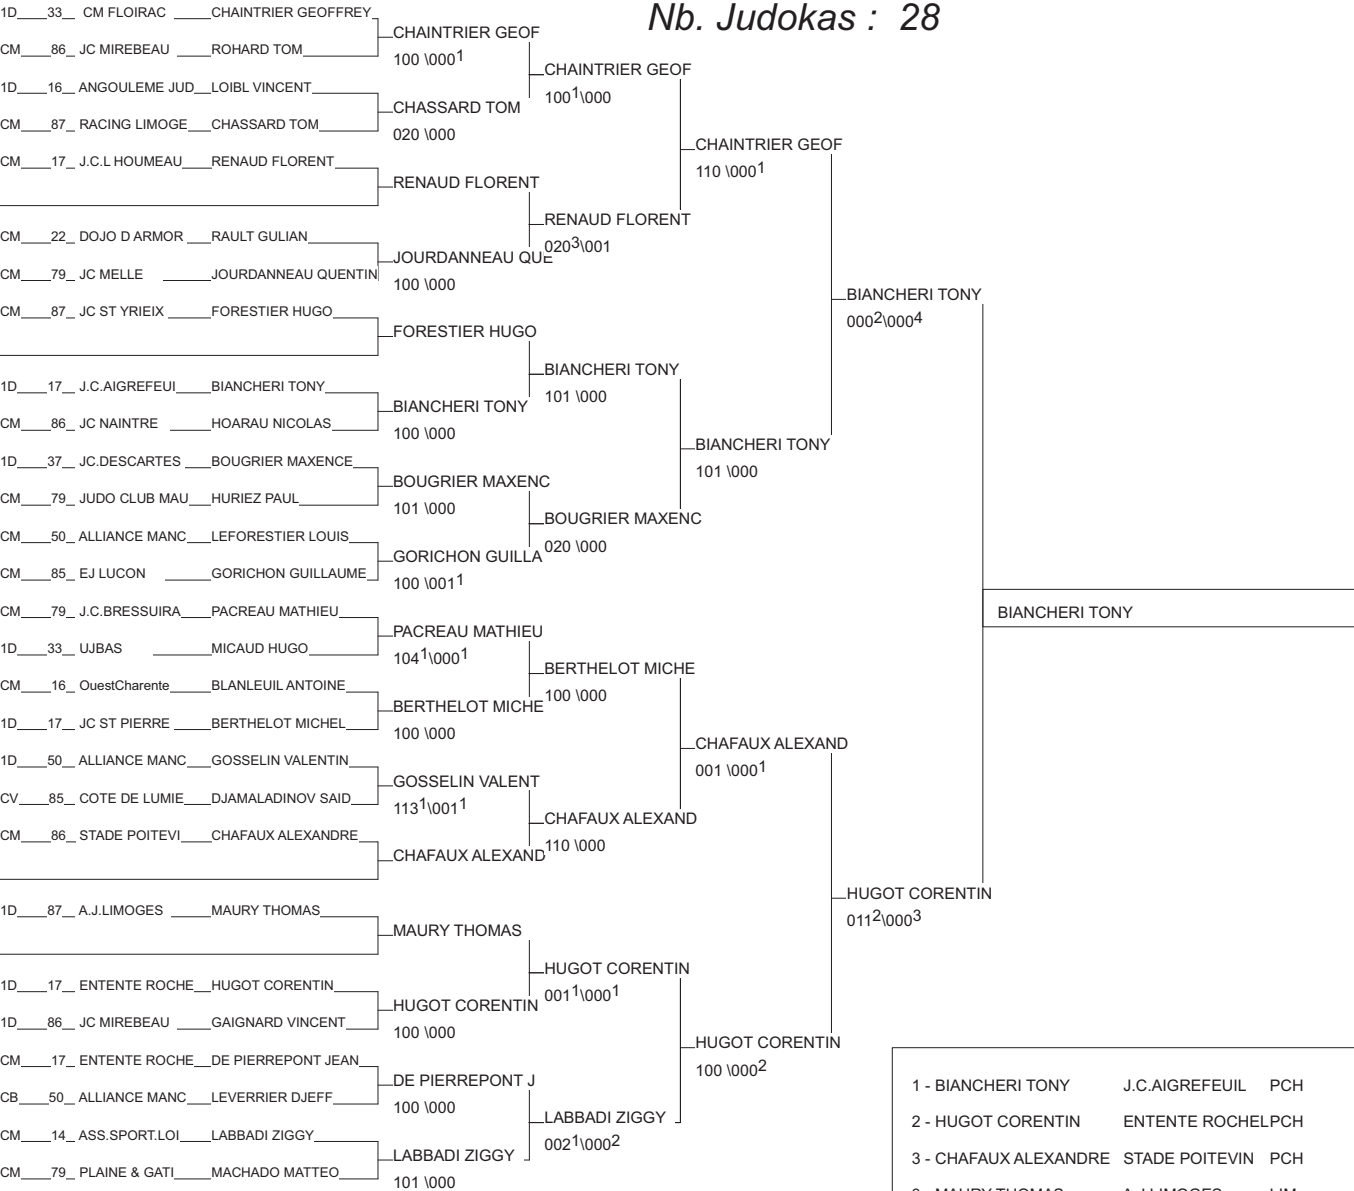 Nb. Judokas : 28
1D 33 CM FLOIRAC CHAINTRIER GEOFFREY
CM 86 JC MIREBEAU ROHARD TOM
1D 16 ANGOULEME JUD LOIBL VINCENT
CM 87 RACING LIMOGE CHASSARD TOM
CM 17 J.C.L HOUMEAU RENAUD FLORENT
CM 22 DOJO D ARMOR RAULT GULIAN
CM 79 JC MELLE JOURDANNEAU QUENTIN
CM 87 JC ST YRIEIX FORESTIER HUGO
1D 17 J.C.AIGREFEUI BIANCHERI TONY
CM 86 JC NAINTRE HOARAU NICOLAS
1D 37 JC.DESCARTES BOUGRIER MAXENCE
CM 79 JUDO CLUB MAU HURIEZ PAUL
CM 50 ALLIANCE MANC LEFORESTIER LOUIS
CM 85 EJ LUCON GORICHON GUILLAUME
CM 79 J.C.BRESSUIRA PACREAU MATHIEU
1D 33 UJBAS MICAUD HUGO
CM 16 OuestCharente BLANLEUIL ANTOINE
1D 17 JC ST PIERRE BERTHELOT MICHEL
1D 50 ALLIANCE MANC GOSSELIN VALENTIN
CV 85 COTE DE LUMIE DJAMALADINOV SAID
CM 86 STADE POITEVI CHAFAUX ALEXANDRE
1D 87 A.J.LIMOGES MAURY THOMAS
1D 17 ENTENTE ROCHE HUGOT CORENTIN
1D 86 JC MIREBEAU GAIGNARD VINCENT
CM 17 ENTENTE ROCHE DE PIERREPONT JEAN
CB 50 ALLIANCE MANC LEVERRIER DJEFF
CM 14 ASS.SPORT.LOI LABBADI ZIGGY
CM 79 PLAINE & GATI MACHADO MATTEO
CHAINTRIER GEOF
100 \000 1
CHASSARD TOM
020 \000
RENAUD FLORENT
JOURDANNEAU QUE
100 \000
FORESTIER HUGO
BIANCHERI TONY
100 \000
BOUGRIER MAXENC
101 \000
GORICHON GUILLA
100 \001 1
PACREAU MATHIEU
104 1\000 1
BERTHELOT MICHE
100 \000
GOSSELIN VALENT
113 1\001 1
CHAFAUX ALEXAND
MAURY THOMAS
HUGOT CORENTIN
100 \000
DE PIERREPONT J
100 \000
LABBADI ZIGGY
101 \000
CHAINTRIER GEOF
100 1\000
RENAUD FLORENT
020 3\001
BIANCHERI TONY
101 \000
BOUGRIER MAXENC
020 \000
BERTHELOT MICHE
100 \000
CHAFAUX ALEXAND
110 \000
HUGOT CORENTIN
001 1\000 1
LABBADI ZIGGY
002 1\000 2
CHAINTRIER GEOF
110 \000 1
BIANCHERI TONY
101 \000
CHAFAUX ALEXAND
001 \000 1
HUGOT CORENTIN
100 \000 2
BIANCHERI TONY
000 2\000 4
HUGOT CORENTIN
011 2\000 3
BIANCHERI TONY
1 - BIANCHERI TONY J.C.AIGREFEUIL PCH
2 - HUGOT CORENTIN ENTENTE ROCHELPCH
3 - CHAFAUX ALEXANDRE STADE POITEVIN PCH